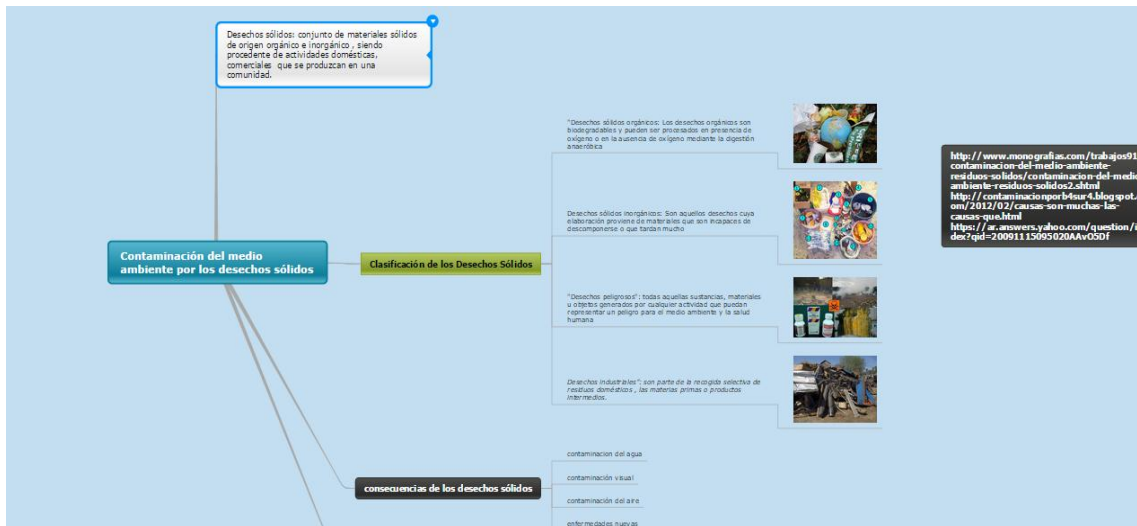 Desechos sólidos: conjunto de materiales sólidos
de origen orgánico e inorgánico , siendo
procedente de actividades domésticas,
comerciales  que se produzcan en una
comunidad.
"Desechos sólidos orgánicos: Los desechos orgánicos son
biodegradables y pueden ser procesados en presencia de
oxígeno o en la ausencia de oxígeno mediante la digestión
anaeróbica
http://www.monografias.com/trabajos91
contaminacion-del-medio-ambiente-
residuos-solidos/contaminacion-del-medio
ambiente-residuos-solidos2.shtml
http://contaminacionporb4sur4.blogspot.
om/2012/02/causas-son-muchas-las-
causas-que.html
https://ar.answers.yahoo.com/question/i
dex?qid=20091115095020AAvO5Df
Desechos sólidos inorgánicos: Son aquellos desechos cuya
elaboración proviene de materiales que son incapaces de
descomponerse o que tardan mucho
Contaminación del medio
ambiente por los desechos sólidos
Clasificación de los Desechos Sólidos
"Desechos peligrosos": todas aquellas sustancias, materiales
u objetos generados por cualquier actividad que puedan
representar un peligro para el medio ambiente y la salud
humana
Desechos industriales": son parte de la recogida selectiva de
residuos domésticos , las materias primas o productos
intermedios.
consecuencias de los desechos sólidos
contaminacion del agua
contaminación visual
contaminación del aire
enfermedades nuevas